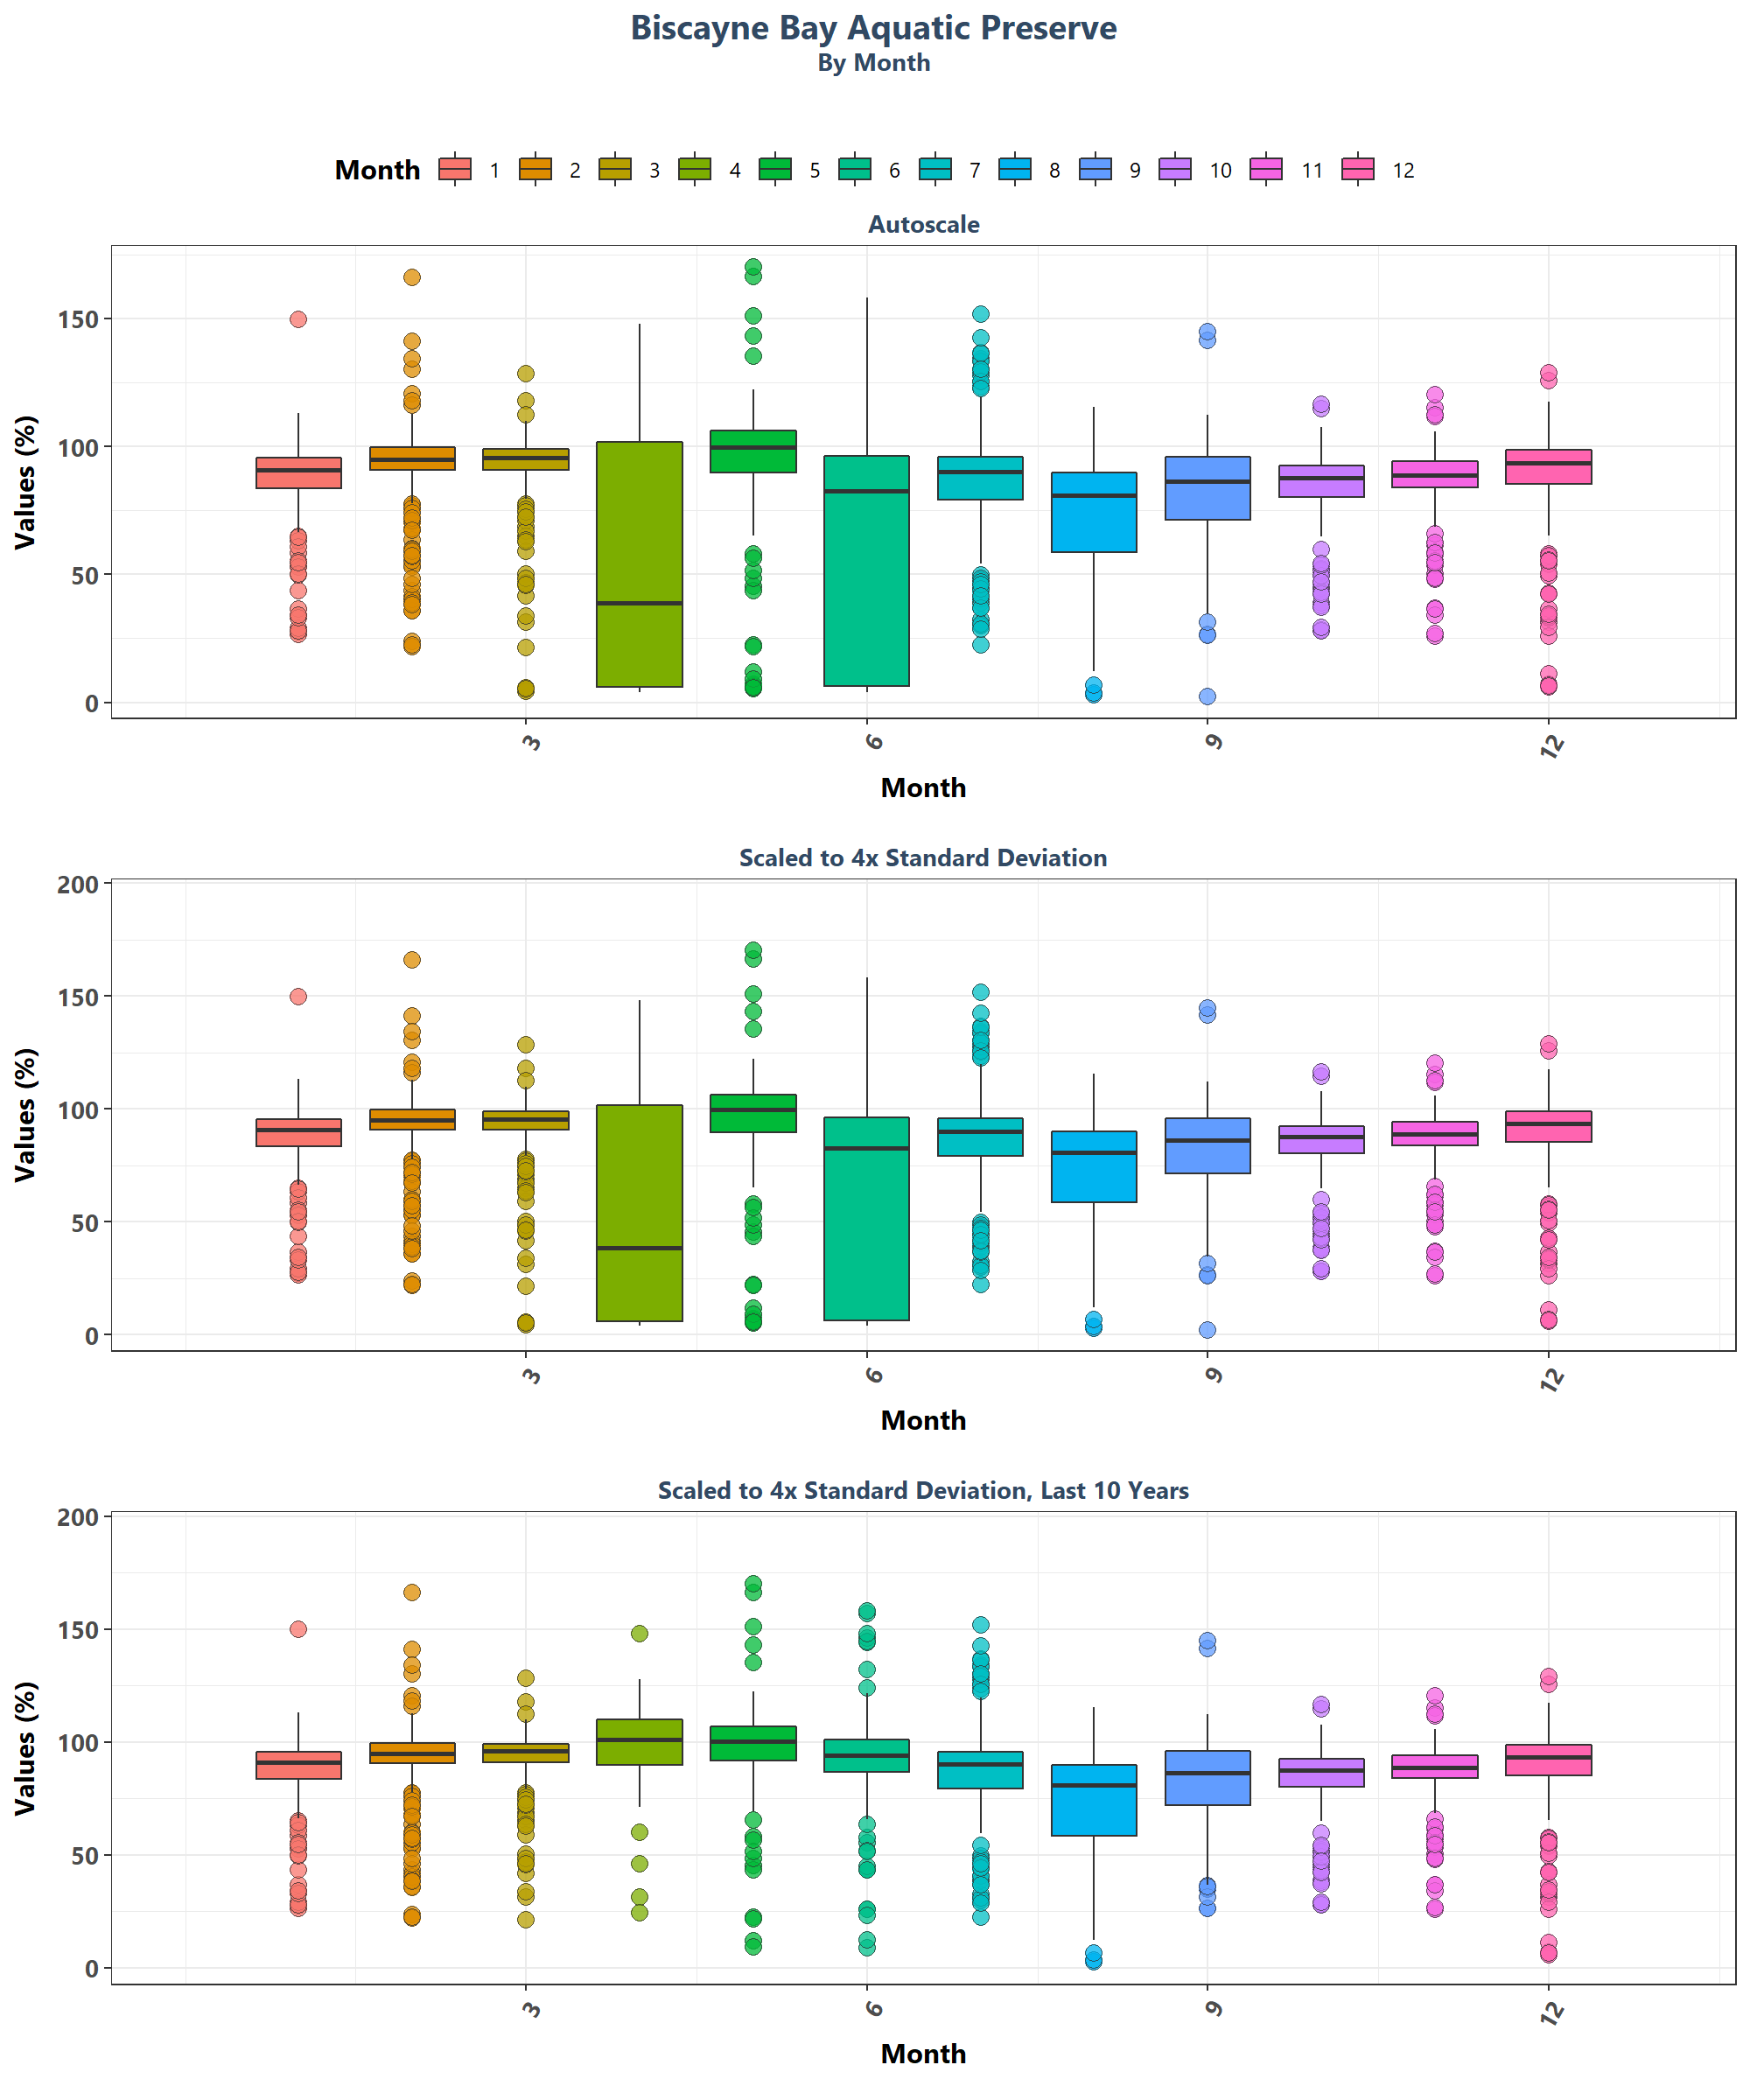 Biscayne Bay Aquatic Preserve
By Month
Month 1 2 3 4 5 6 7 8 9 10 11 12
Autoscale
Values (%)
150
100
50
0
3 6 9 12
Month
Scaled to 4x Standard Deviation
Values (%)
200
150
100
50
0
3 6 9 12
Month
Scaled to 4x Standard Deviation, Last 10 Years
Values (%)
200
150
100
50
0
3 6 9 12
Month